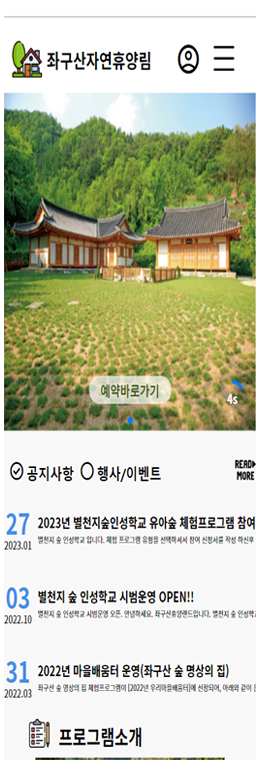 좌구산자연휴양림
예약바로가기
4s
공지사항 행사/이벤트
READ
MORE
27
2023.01
2023년 별천지숲인성학교 유아숲 체험프로그램 참여
별천지 숲 인성학교 입니다. 체험 프로그램 유형을 선택하셔서 참여 신청서를 작성 하신후
03
2022.10
별천지 숲 인성학교 시범운영 OPEN!!
별천지 숲 인성학교 시범운영 오픈. 안녕하세요. 좌구산휴양랜드입니다. 별천지 숲 인성학
31
2022.03
2022년 마을배움터 운영(좌구산 숲 명상의 집)
좌구산 숲 명상의 집 체험프로그램이 [2022년 우리마을배움터]에 선정되어, 아래와 같이
프로그램소개